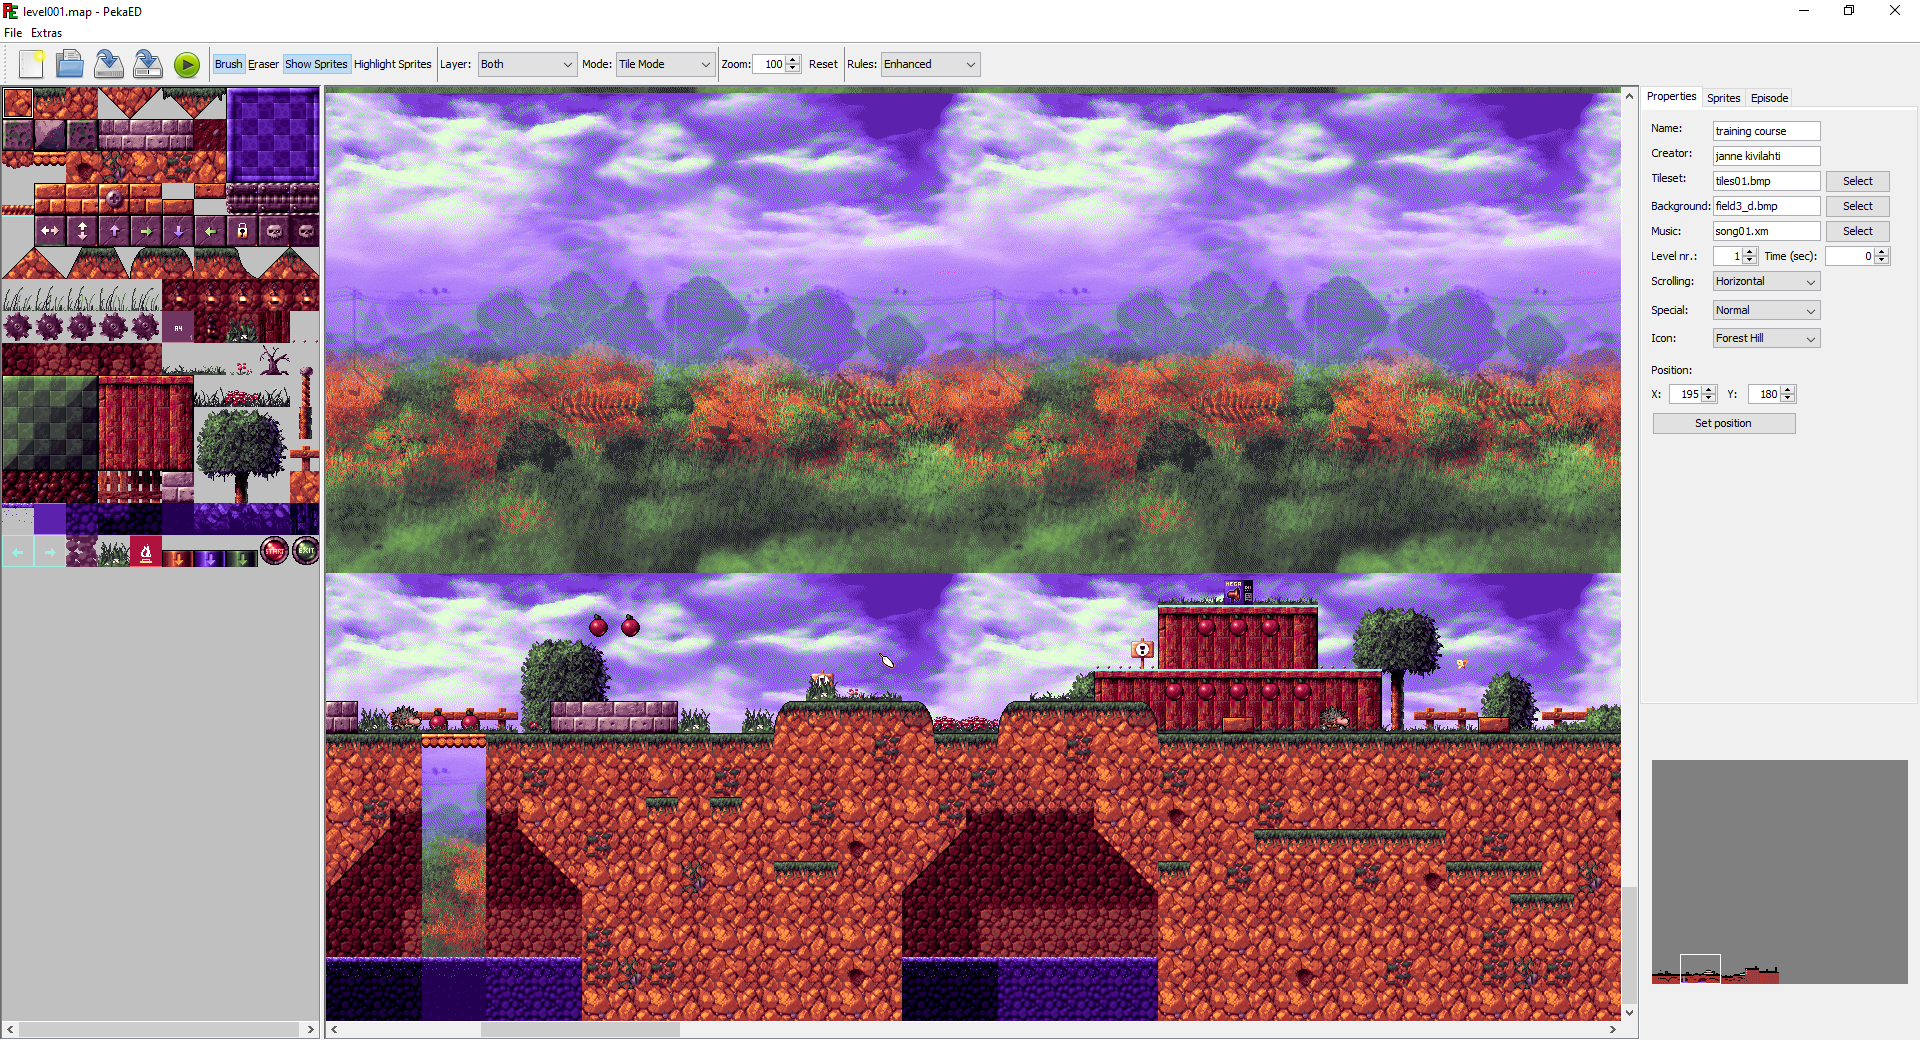 level001.map - PekaED
File Extras
Brush Eraser Show Sprites Highlight Sprites Layer: Both Mode: Tile Mode Zoom: 100 Reset Rules: Enhanced
Properties Sprites Episode
Name: training course
Creator: janne kivilahti
Tileset: tiles01.bmp Select
Background: field3_d.bmp Select
Music: song01.xm Select
Level nr.: 1 Time (sec): 0
Scrolling: Horizontal
Special: Normal
Icon: Forest Hill
Position:
X: 195 Y: 180
Set position
START EXIT
MEGA